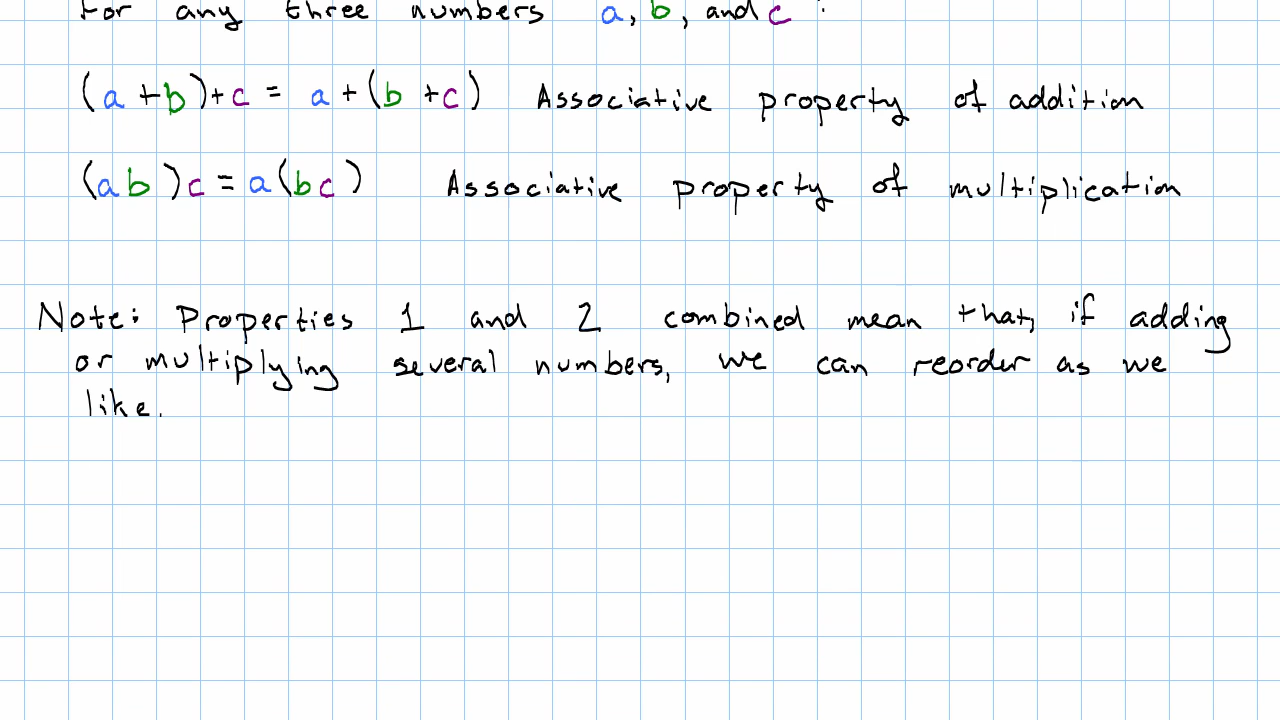 For any three numbers a, b, and c :
(a + b) + c = a + (b + c) Associative property of addition
(ab)c = a(bc) Associative property of multiplication
Note: Properties 1 and 2 combined mean that, if adding
or multiplying several numbers, we can reorder as we
like.